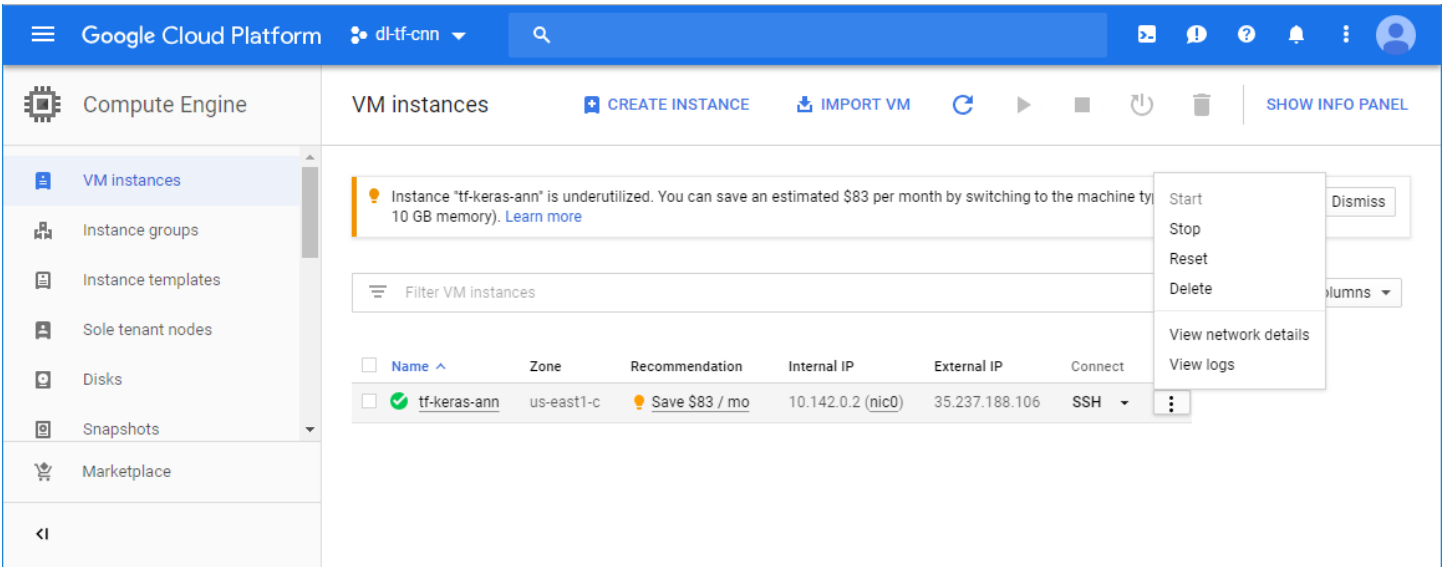 Google Cloud Platform dl-tf-cnn
Compute Engine
VM instances CREATE INSTANCE IMPORT VM SHOW INFO PANEL
VM instances
Instance groups
Instance templates
Sole tenant nodes
Disks
Snapshots
Marketplace
Instance "tf-keras-ann" is underutilized. You can save an estimated $83 per month by switching to the machine ty
10 GB memory). Learn more
Dismiss
Filter VM instances
lumns
Start
Stop
Reset
Delete
View network details
View logs
Name Zone Recommendation Internal IP External IP Connect
tf-keras-ann us-east1-c Save $83 / mo 10.142.0.2 (nic0) 35.237.188.106 SSH